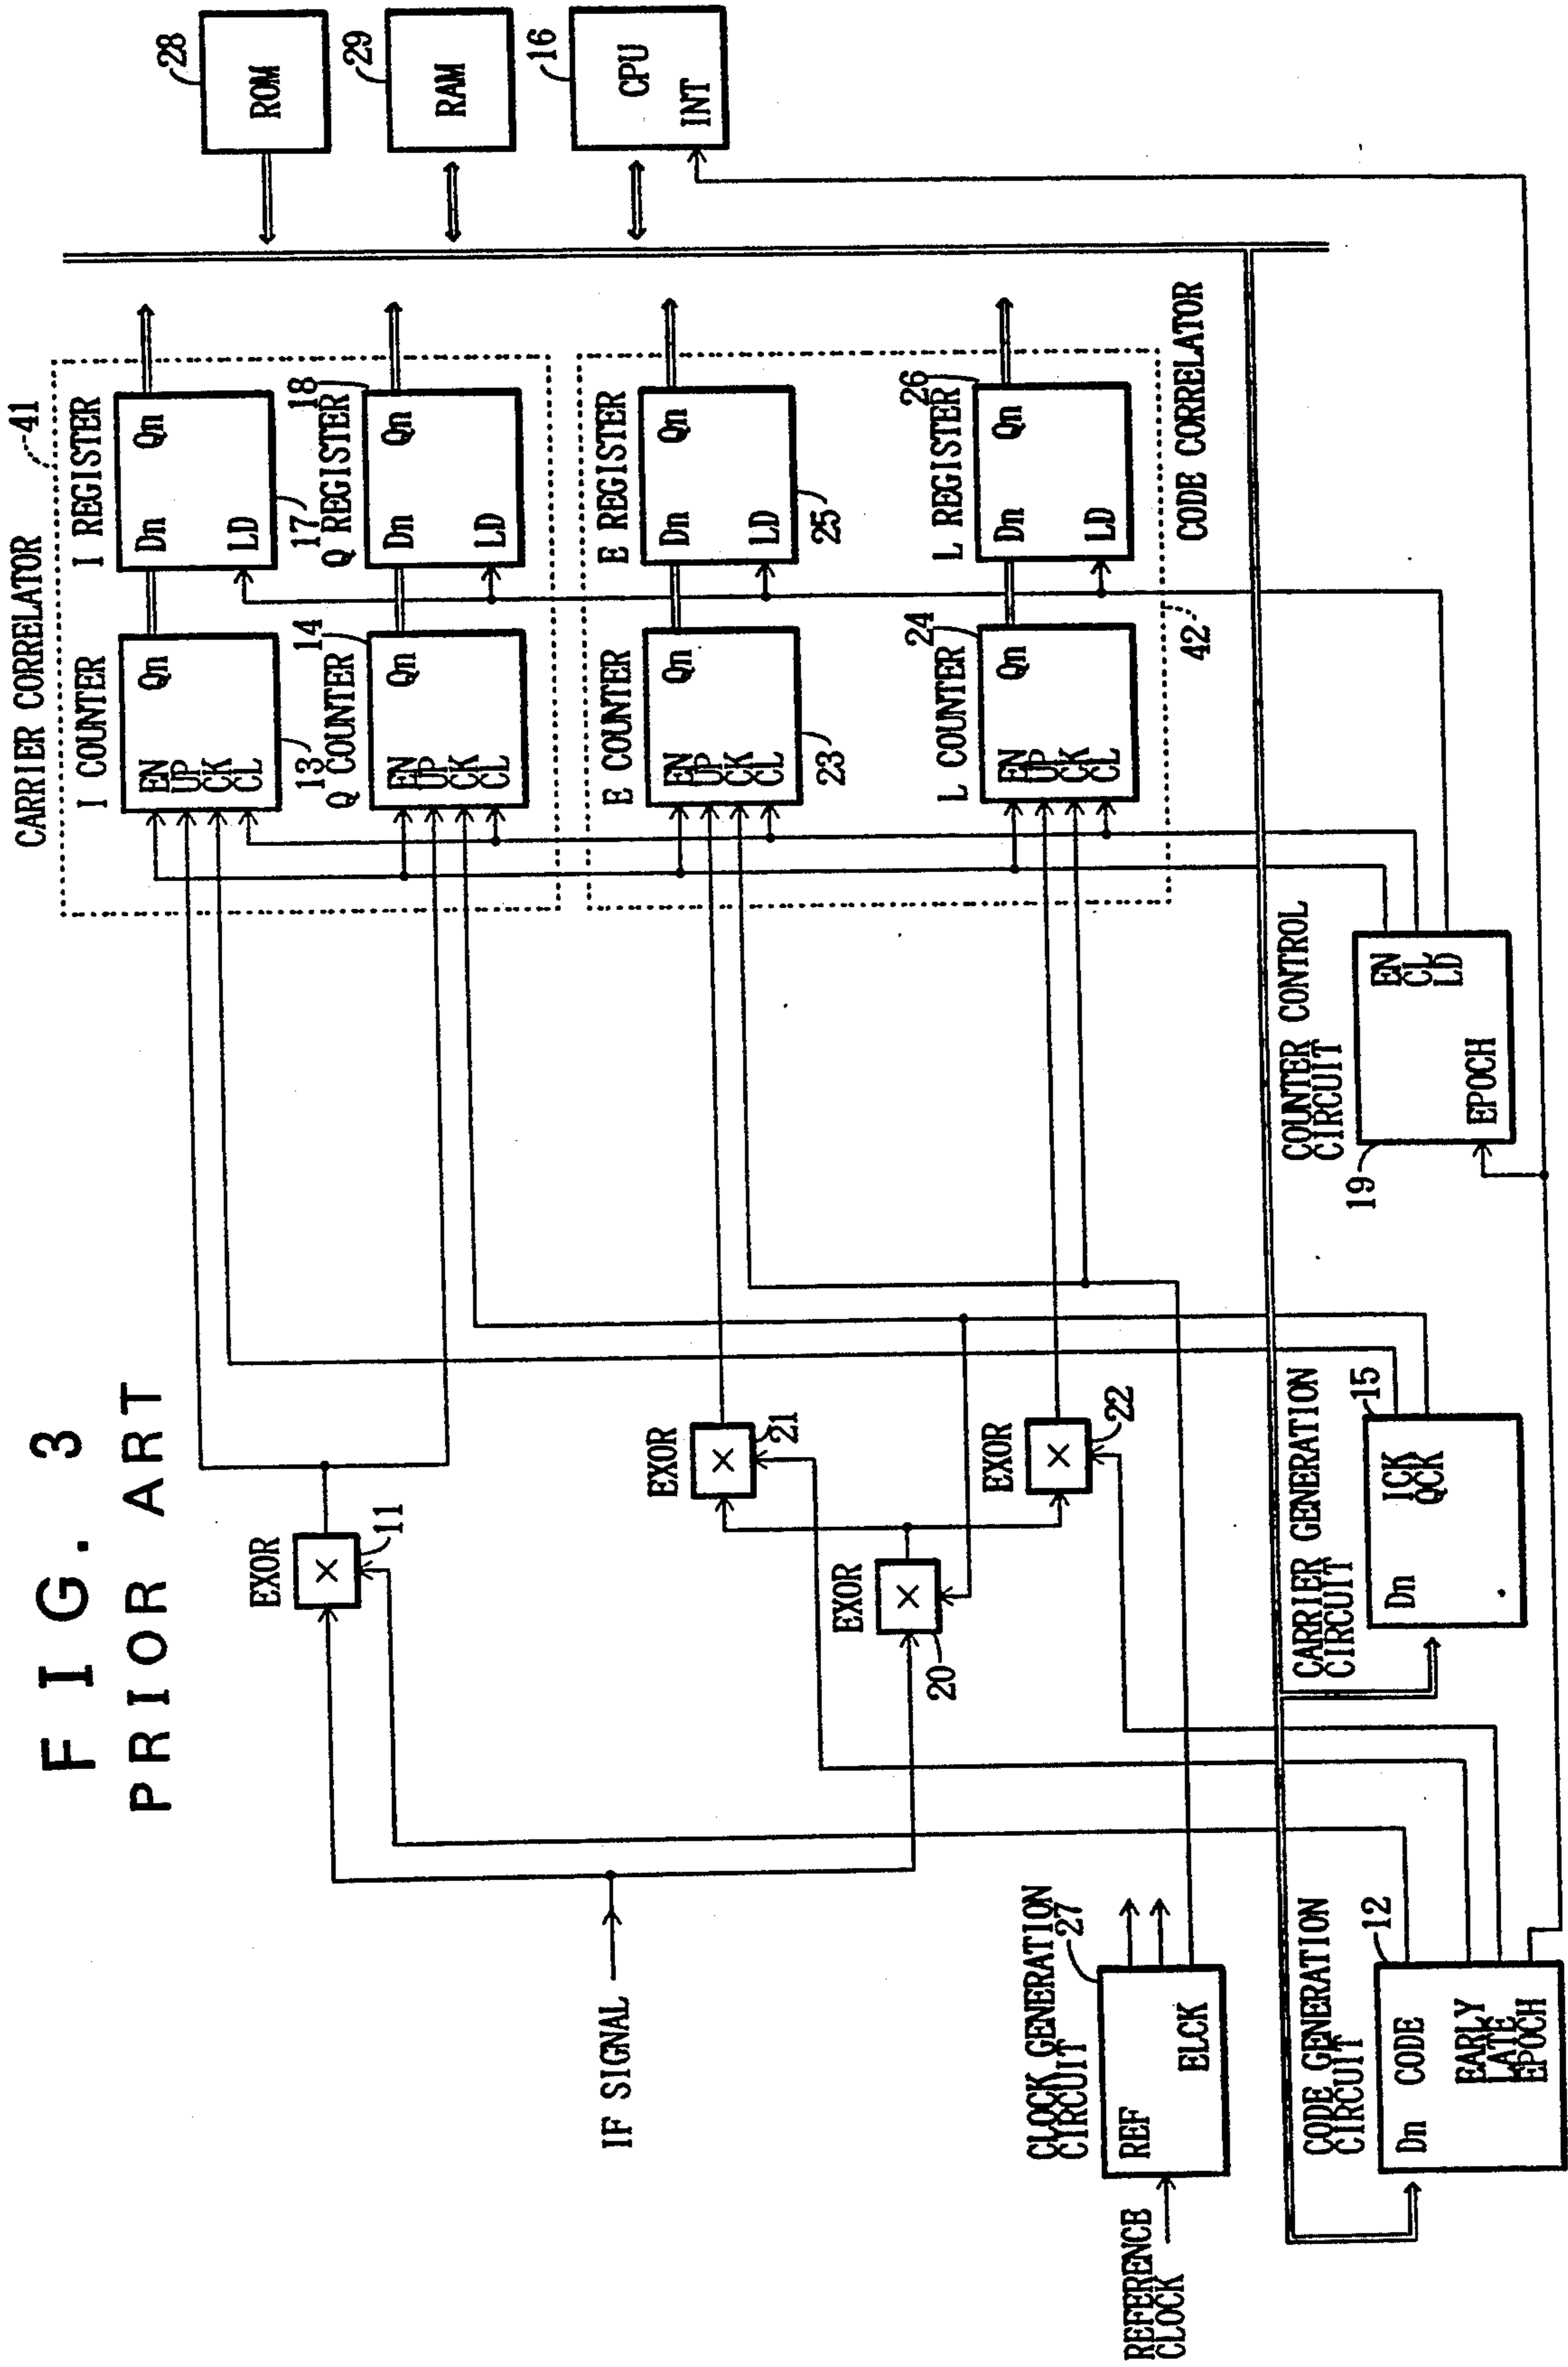 FIG. 3
PRIOR ART
CARRIER CORRELATOR
41
I COUNTER
EN
UP
CK
CL
Qn
13
I REGISTER
Dn
Qn
LD
17
Q COUNTER
14
EN
UP
CK
CL
Qn
Q REGISTER
18
Dn
Qn
LD
E COUNTER
EN
UP
CK
CL
Qn
23
E REGISTER
Dn
Qn
LD
25
L COUNTER
24
EN
UP
CK
CL
Qn
L REGISTER
26
Dn
Qn
LD
42
CODE CORRELATOR
28
ROM
29
RAM
16
CPU
INT
EXOR
×
11
EXOR
×
21
EXOR
×
20
EXOR
×
22
IF SIGNAL
CLOCK GENERATION
CIRCUIT
27
REF
ELCK
REFERENCE
CLOCK
CODE GENERATION
CIRCUIT
12
Dn
CODE
EARLY
LATE
EPOCH
CARRIER GENERATION
CIRCUIT
15
Dn
ICK
QCK
COUNTER CONTROL
CIRCUIT
19
EN
CL
LD
EPOCH